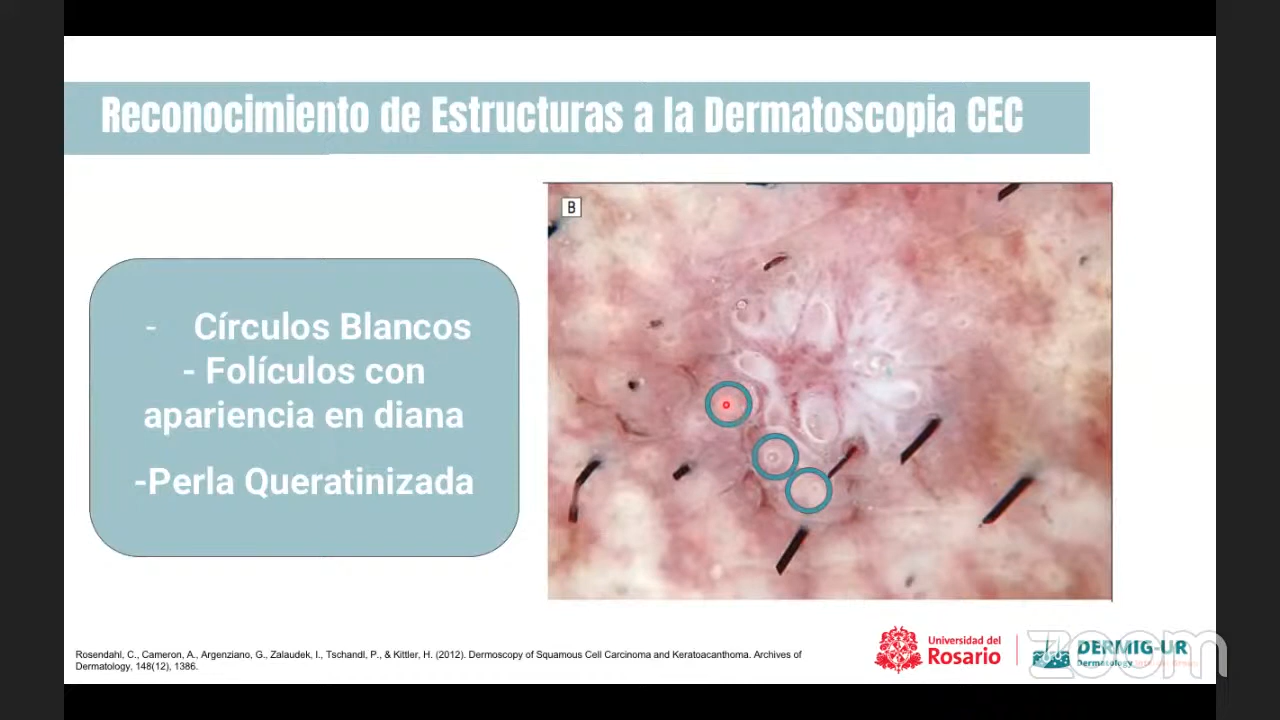 Reconocimiento de Estructuras a la Dermatoscopia CEC
B
- Círculos Blancos
- Folículos con
apariencia en diana
-Perla Queratinizada
Rosendahl, C., Cameron, A., Argenziano, G., Zalaudek, I., Tschandl, P., & Kittler, H. (2012). Dermoscopy of Squamous Cell Carcinoma and Keratoacanthoma. Archives of
Dermatology, 148(12), 1386.
Universidad del
Rosario
DERMIG-UR
Dermatology
zoom